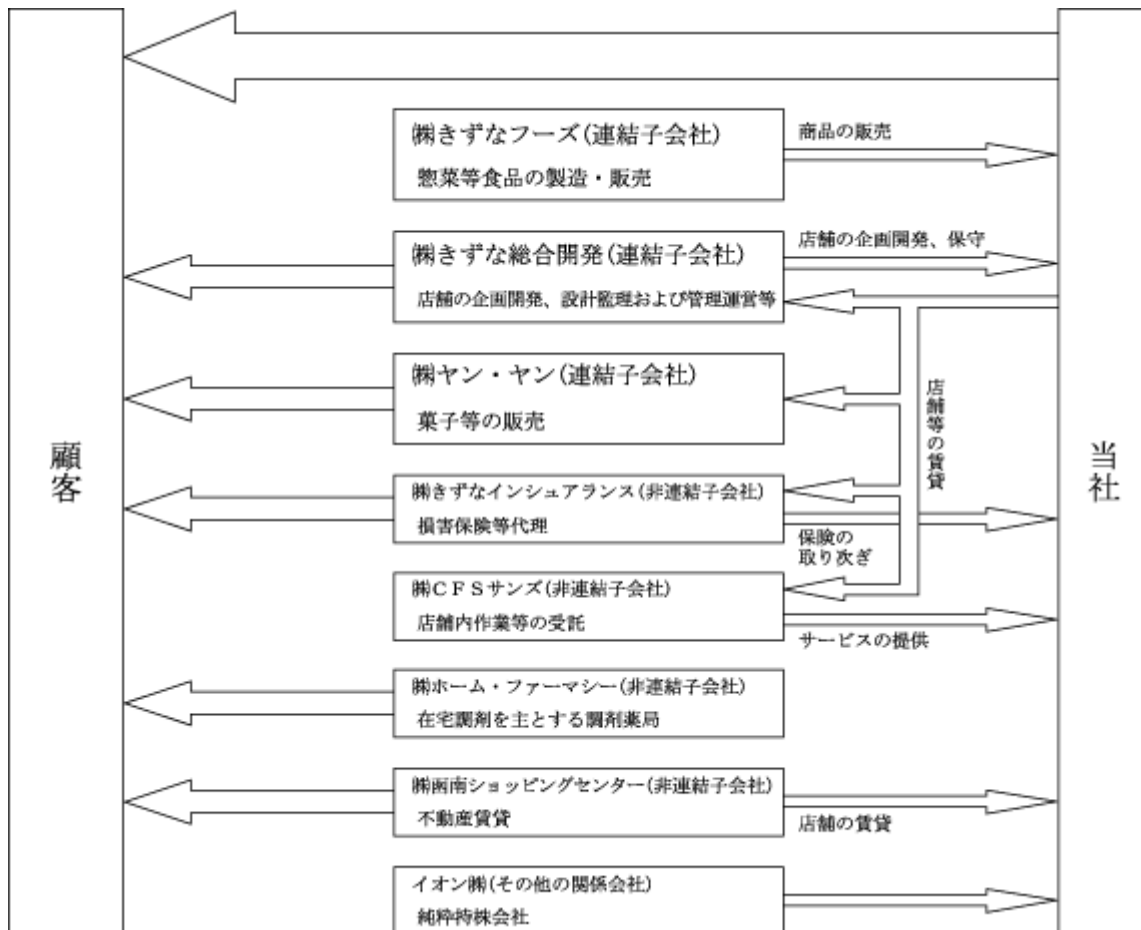 顧客
㈱きずなフーズ(連結子会社)
惣菜等食品の製造・販売
商品の販売
㈱きずな総合開発(連結子会社)
店舗の企画開発、設計監理および管理運営等
店舗の企画開発、保守
㈱ヤン・ヤン(連結子会社)
菓子等の販売
店舗等の賃貸
㈱きずなインシュアランス(非連結子会社)
損害保険等代理
保険の
取り次ぎ
㈱ＣＦＳサンズ(非連結子会社)
店舗内作業等の受託
サービスの提供
㈱ホーム・ファーマシー(非連結子会社)
在宅調剤を主とする調剤薬局
㈱函南ショッピングセンター(非連結子会社)
不動産賃貸
店舗の賃貸
イオン㈱(その他の関係会社)
純粋持株会社
当社